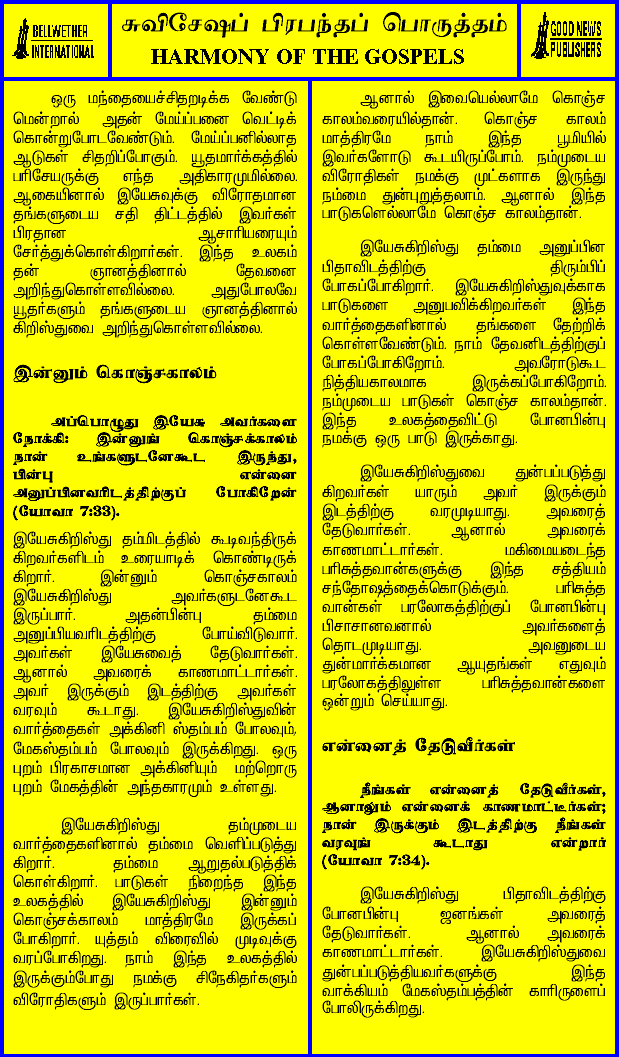 BELLWETHER
INTERNATIONAL
சுவிசேஷப் பிரபந்தப் பொருத்தம்
HARMONY OF THE GOSPELS
GOOD NEWS
PUBLISHERS
ஒரு மந்தையைச்சிதறடிக்க வேண்டு
மென்றால் அதன் மேய்ப்பனை வெட்டிக்
கொன்றுபோடவேண்டும். மேய்ப்பனில்லாத
ஆடுகள் சிதறிப்போகும். யூதமார்க்கத்தில்
பரிசேயருக்கு எந்த அதிகாரமுமில்லை.
ஆகையினால் இயேசுவுக்கு விரோதமான
தங்களுடைய சதி திட்டத்தில் இவர்கள்
பிரதான ஆசாரியரையும்
சேர்த்துக்கொள்கிறார்கள். இந்த உலகம்
தன் ஞானத்தினால் தேவனை
அறிந்துகொள்ளவில்லை. அதுபோலவே
யூதர்களும் தங்களுடைய ஞானத்தினால்
கிறிஸ்துவை அறிந்துகொள்ளவில்லை.
இன்னும் கொஞ்சகாலம்
அப்பொழுது இயேசு அவர்களை
நோக்கி: இன்னுங் கொஞ்சக்காலம்
நான் உங்களுடனேகூட இருந்து,
பின்பு என்னை
அனுப்பினவரிடத்திற்குப் போகிறேன்
(யோவா 7:33).
இயேசுகிறிஸ்து தம்மிடத்தில் கூடிவந்திருக்
கிறவர்களிடம் உரையாடிக் கொண்டிருக்
கிறார். இன்னும் கொஞ்சகாலம்
இயேசுகிறிஸ்து அவர்களுடனேகூட
இருப்பார். அதன்பின்பு தம்மை
அனுப்பியவரிடத்திற்கு போய்விடுவார்.
அவர்கள் இயேசுவைத் தேடுவார்கள்.
ஆனால் அவரைக் காணமாட்டார்கள்.
அவர் இருக்கும் இடத்திற்கு அவர்கள்
வரவும் கூடாது. இயேசுகிறிஸ்துவின்
வார்த்தைகள் அக்கினி ஸ்தம்பம் போலவும்,
மேகஸ்தம்பம் போலவும் இருக்கிறது. ஒரு
புறம் பிரகாசமான அக்கினியும் மற்றொரு
புறம் மேகத்தின் அந்தகாரமும் உள்ளது.
இயேசுகிறிஸ்து தம்முடைய
வார்த்தைகளினால் தம்மை வெளிப்படுத்து
கிறார். தம்மை ஆறுதல்படுத்திக்
கொள்கிறார். பாடுகள் நிறைந்த இந்த
உலகத்தில் இயேசுகிறிஸ்து இன்னும்
கொஞ்சக்காலம் மாத்திரமே இருக்கப்
போகிறார். யுத்தம் விரைவில் முடிவுக்கு
வரப்போகிறது. நாம் இந்த உலகத்தில்
இருக்கும்போது நமக்கு சிநேகிதர்களும்
விரோதிகளும் இருப்பார்கள்.
ஆனால் இவையெல்லாமே கொஞ்ச
காலம்வரையில்தான். கொஞ்ச காலம்
மாத்திரமே நாம் இந்த பூமியில்
இவர்களோடு கூடயிருப்போம். நம்முடைய
விரோதிகள் நமக்கு முட்களாக இருந்து
நம்மை துன்புறுத்தலாம். ஆனால் இந்த
பாடுகளெல்லாமே கொஞ்ச காலம்தான்.
இயேசுகிறிஸ்து தம்மை அனுப்பின
பிதாவிடத்திற்கு திரும்பிப்
போகப்போகிறார். இயேசுகிறிஸ்துவுக்காக
பாடுகளை அனுபவிக்கிறவர்கள் இந்த
வார்த்தைகளினால் தங்களை தேற்றிக்
கொள்ளவேண்டும். நாம் தேவனிடத்திற்குப்
போகப்போகிறோம். அவரோடுகூட
நித்தியகாலமாக இருக்கப்போகிறோம்.
நம்முடைய பாடுகள் கொஞ்ச காலம்தான்.
இந்த உலகத்தைவிட்டு போனபின்பு
நமக்கு ஒரு பாடு இருக்காது.
இயேசுகிறிஸ்துவை துன்பப்படுத்து
கிறவர்கள் யாரும் அவர் இருக்கும்
இடத்திற்கு வரமுடியாது. அவரைத்
தேடுவார்கள். ஆனால் அவரைக்
காணமாட்டார்கள். மகிமையடைந்த
பரிசுத்தவான்களுக்கு இந்த சத்தியம்
சந்தோஷத்தைக்கொடுக்கும். பரிசுத்த
வான்கள் பரலோகத்திற்குப் போனபின்பு
பிசாசானவனால் அவர்களைத்
தொடமுடியாது. அவனுடைய
துன்மார்க்கமான ஆயுதங்கள் எதுவும்
பரலோகத்திலுள்ள பரிசுத்தவான்களை
ஒன்றும் செய்யாது.
என்னைத் தேடுவீர்கள்
நீங்கள் என்னைத் தேடுவீர்கள்,
ஆனாலும் என்னைக் காணமாட்டீர்கள்;
நான் இருக்கும் இடத்திற்கு நீங்கள்
வரவுங் கூடாது என்றார்
(யோவா 7:34).
இயேசுகிறிஸ்து பிதாவிடத்திற்கு
போனபின்பு ஜனங்கள் அவரைத்
தேடுவார்கள். ஆனால் அவரைக்
காணமாட்டார்கள். இயேசுகிறிஸ்துவை
துன்பப்படுத்தியவர்களுக்கு இந்த
வாக்கியம் மேகஸ்தம்பத்தின் காரிருளைப்
போலிருக்கிறது.